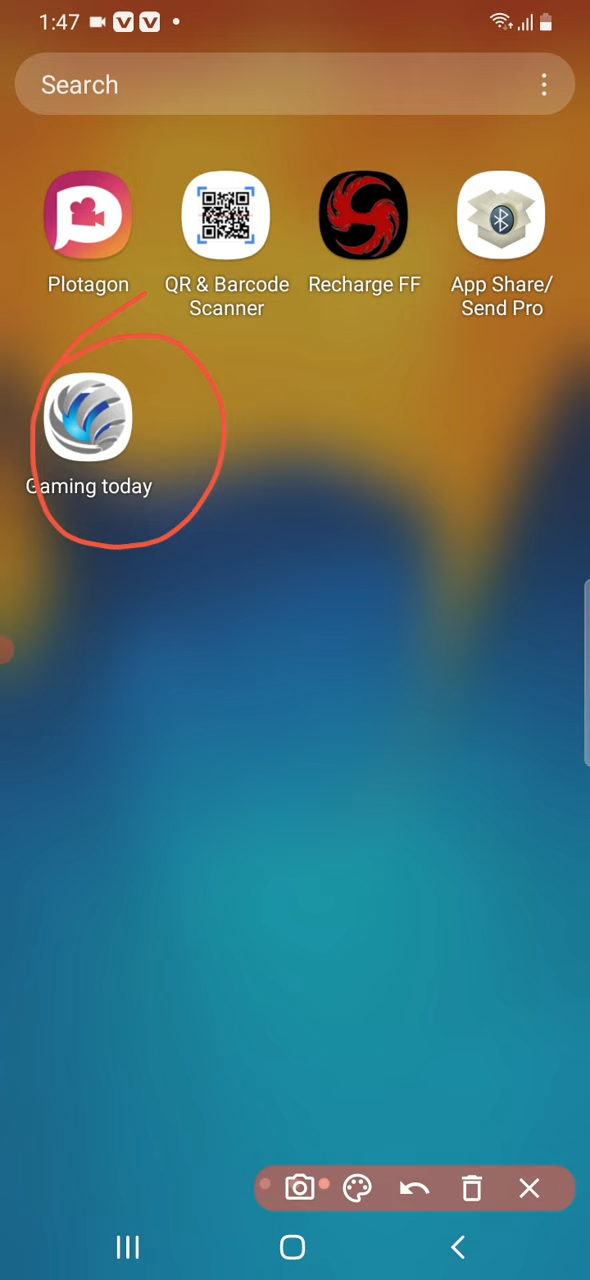 1:47
Search
Plotagon
QR & Barcode
Scanner
Recharge FF
App Share/
Send Pro
Gaming today